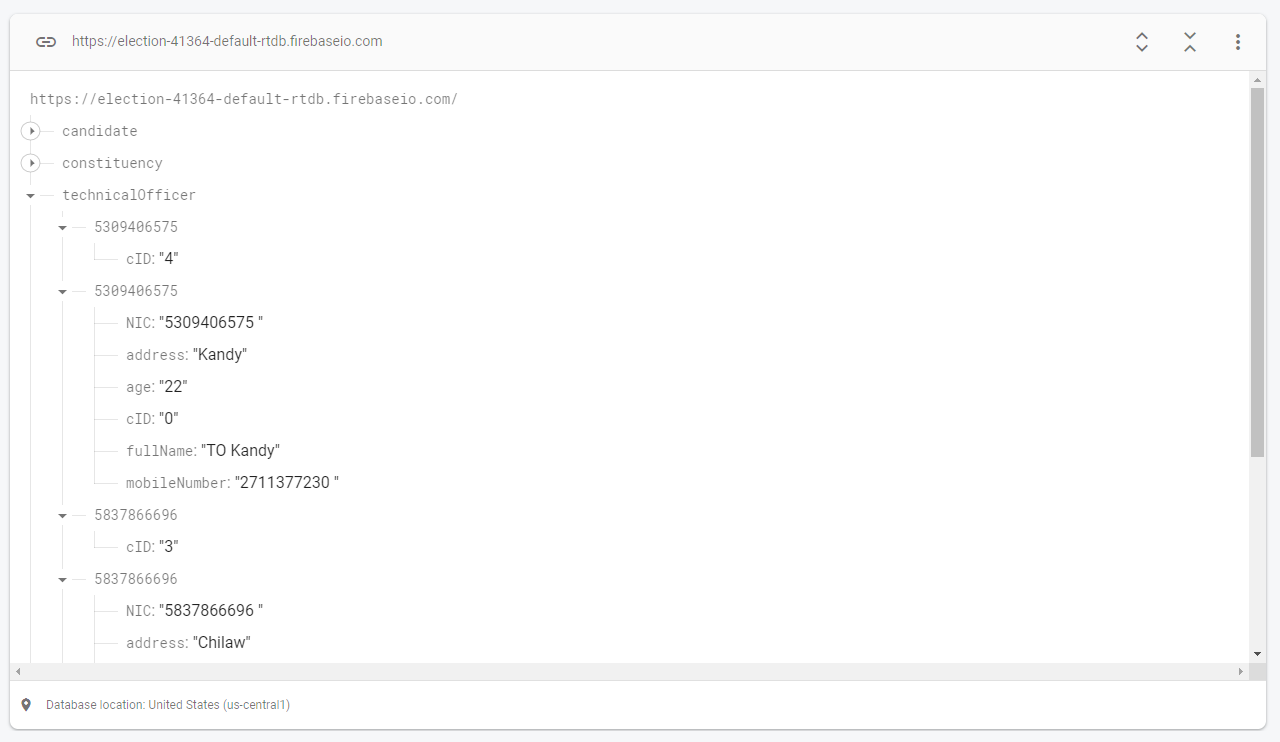 https://election-41364-default-rtdb.firebaseio.com
https://election-41364-default-rtdb.firebaseio.com/
candidate
constituency
technicalOfficer
5309406575
cID: "4"
5309406575
NIC: "5309406575 "
address: "Kandy"
age: "22"
cID: "0"
fullName: "TO Kandy"
mobileNumber: "2711377230 "
5837866696
cID: "3"
5837866696
NIC: "5837866696 "
address: "Chilaw"
Database location: United States (us-central1)